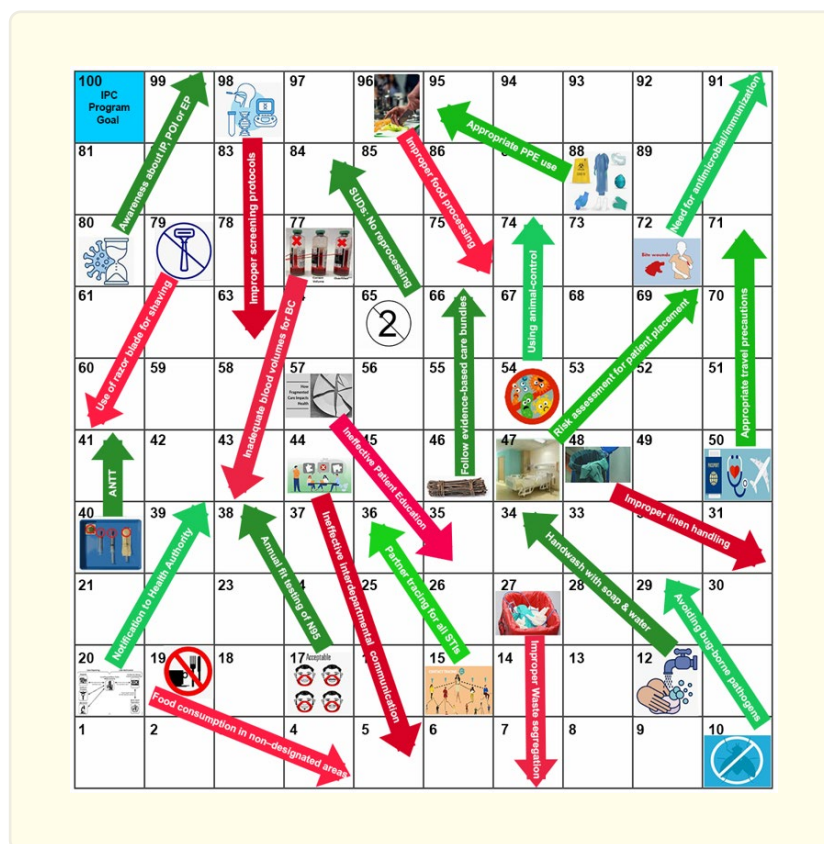 100 99 98 97 96 95 94 93 92 91
IPC
Program
Goal
Awareness about IP, POI or EP
Improper screening protocols
Improper food processing
Appropriate PPE use
Need for antimicrobial/immunization
81 83 84 85 86 88 89
SUDs: No reprocessing
80 79 78 77 75 74 73 72 71
Bite wounds
Use of razor blade for shaving
Inadequate blood volumes for BC
Using animal-control
Appropriate travel precautions
61 63 65 66 67 68 69 70
2
Follow evidence-based care bundles
Risk assessment for patient placement
60 59 58 57 56 55 54 53 52 51
How
Fragmented
Care Impacts
Health
Ineffective Patient Education
41 42 43 44 45 46 47 48 49 50
ANTT
Improper linen handling
40 39 38 37 36 35 34 33 31
Notification to Health Authority
Annual fit testing of N95
Ineffective interdepartmental communication
Partner tracing for all STIs
Handwash with soap & water
21 23 25 26 27 28 29 30
Avoiding bug-borne pathogens
20 19 18 17 15 14 13 12
Acceptable
Improper Waste segregation
Food consumption in non-designated areas
1 2 4 5 6 7 8 9 10